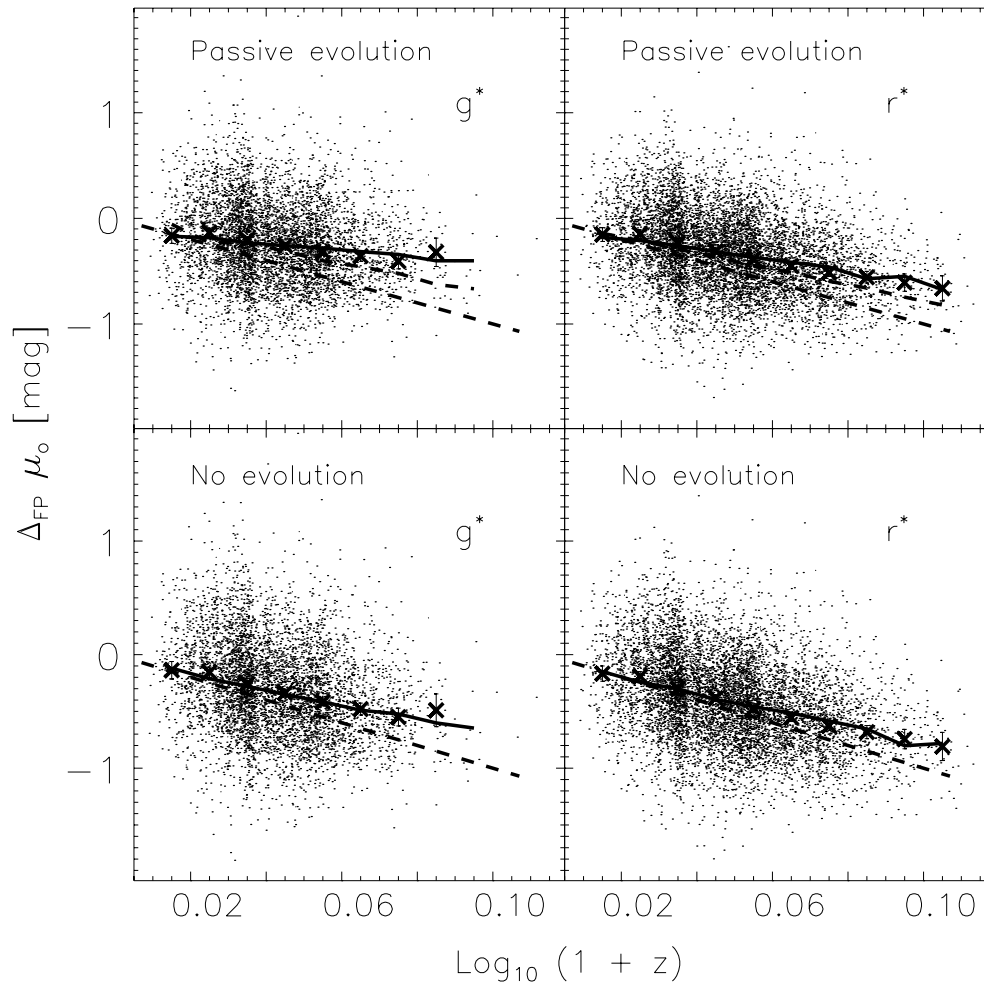 Passive evolution
g*
Passive evolution
r*
1
0
−1
No evolution
g*
No evolution
r*
1
0
−1
Δ_FP μ_o [mag]
0.02 0.06 0.10 0.02 0.06 0.10
Log₁₀ (1 + z)